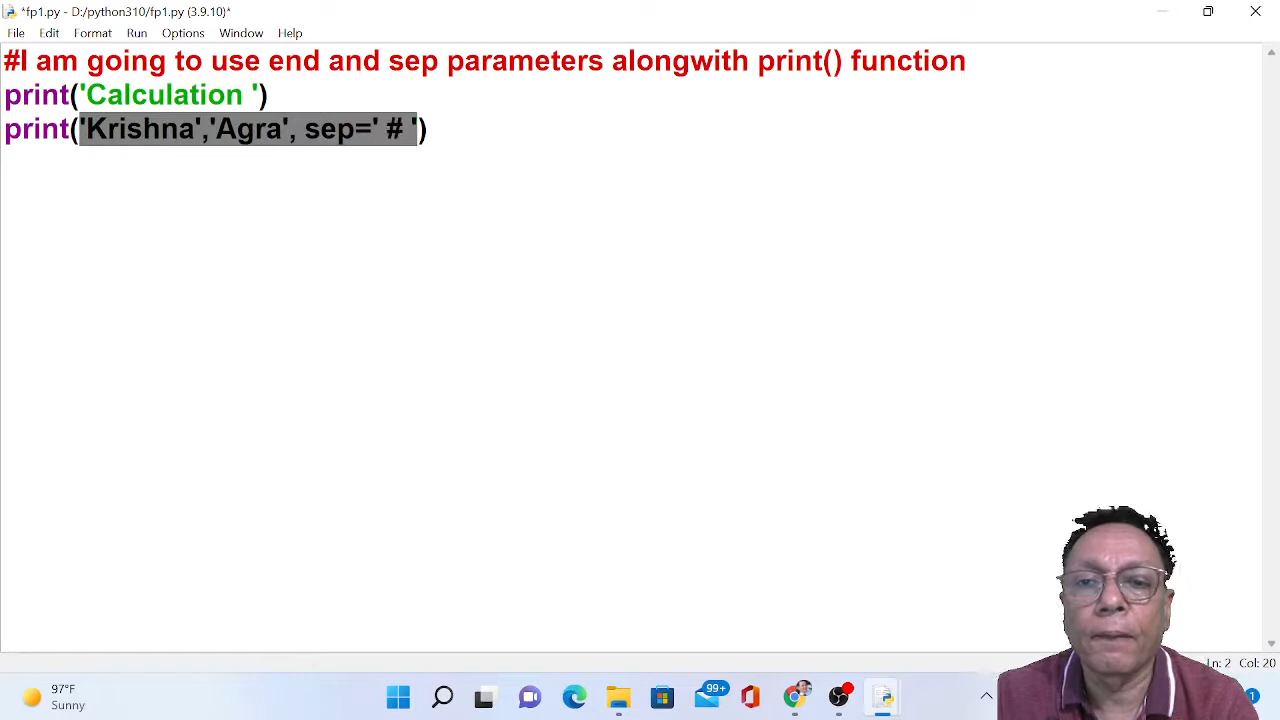 *fp1.py - D:/python310/fp1.py (3.9.10)*
File Edit Format Run Options Window Help
#I am going to use end and sep parameters alongwith print() function
print('Calculation ')
print('Krishna','Agra', sep=' # ')
Ln: 2 Col: 20
97°F
Sunny
99+
1